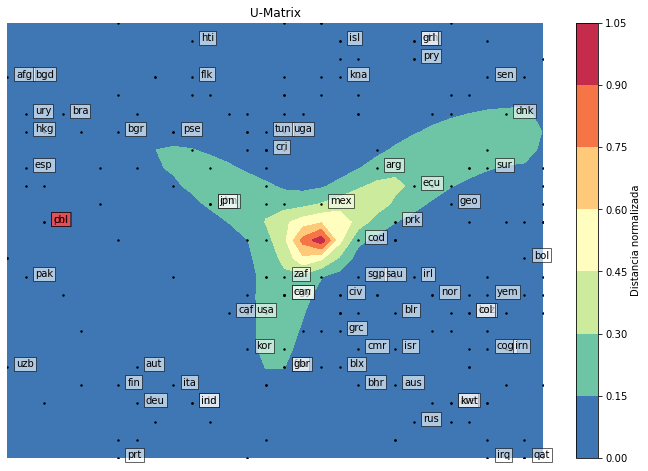 U-Matrix
1.05
hti isl grl
pry
afg bgd flk kna sen
0.90
ury bra dnk
hkg bgr pse tun uga
cri
0.75
esp arg sur
ecu
jpn mex geo
0.60
gbl prk
cod
bol
pak zaf sgp sau irl
0.45
can civ nor yem
caf usa blr col
grc
0.30
kor cmr isr cog irn
uzb aut gbr blx
fin ita bhr aus
0.15
deu ind kwt
rus
prt irq qat
0.00
Distancia normalizada